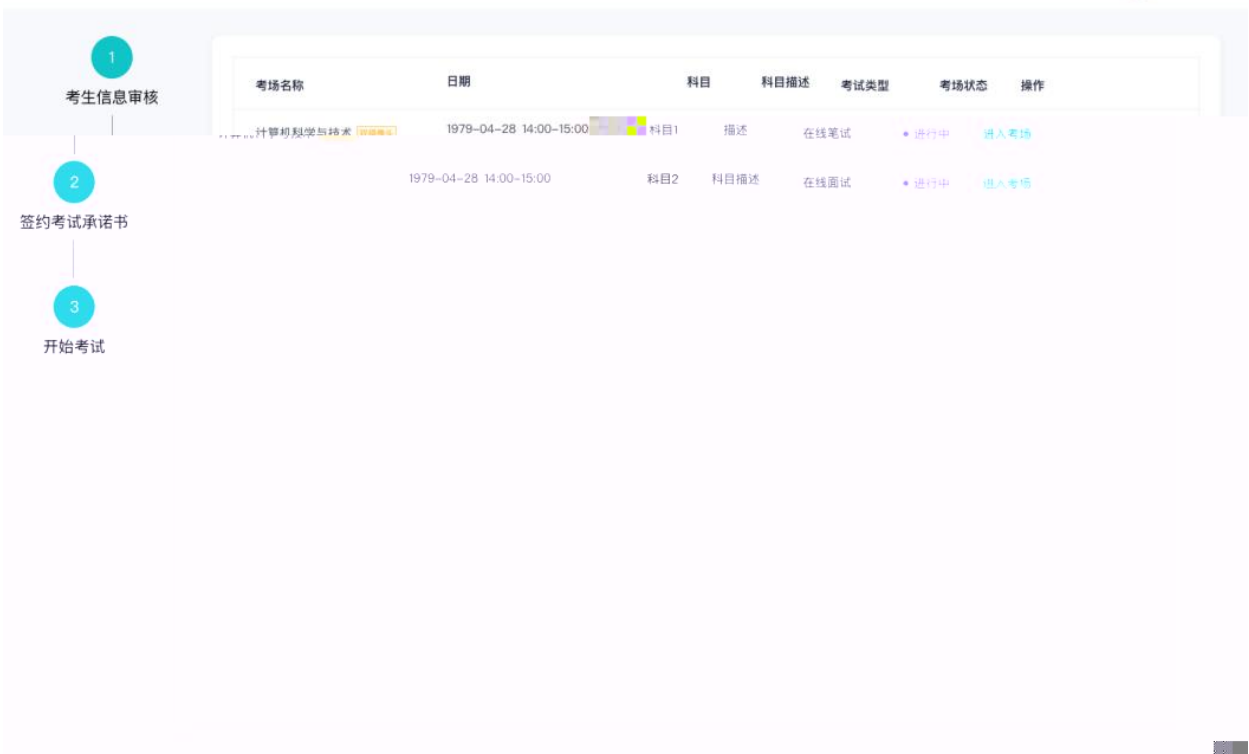 1
考生信息审核
2
签约考试承诺书
3
开始考试
考场名称 日期 科目 科目描述 考试类型 考场状态 操作
计算机科学与技术 1979-04-28 14:00-15:00 科目1 描述 在线笔试 进行中 进入考场
1979-04-28 14:00-15:00 科目2 科目描述 在线面试 进行中 进入考场